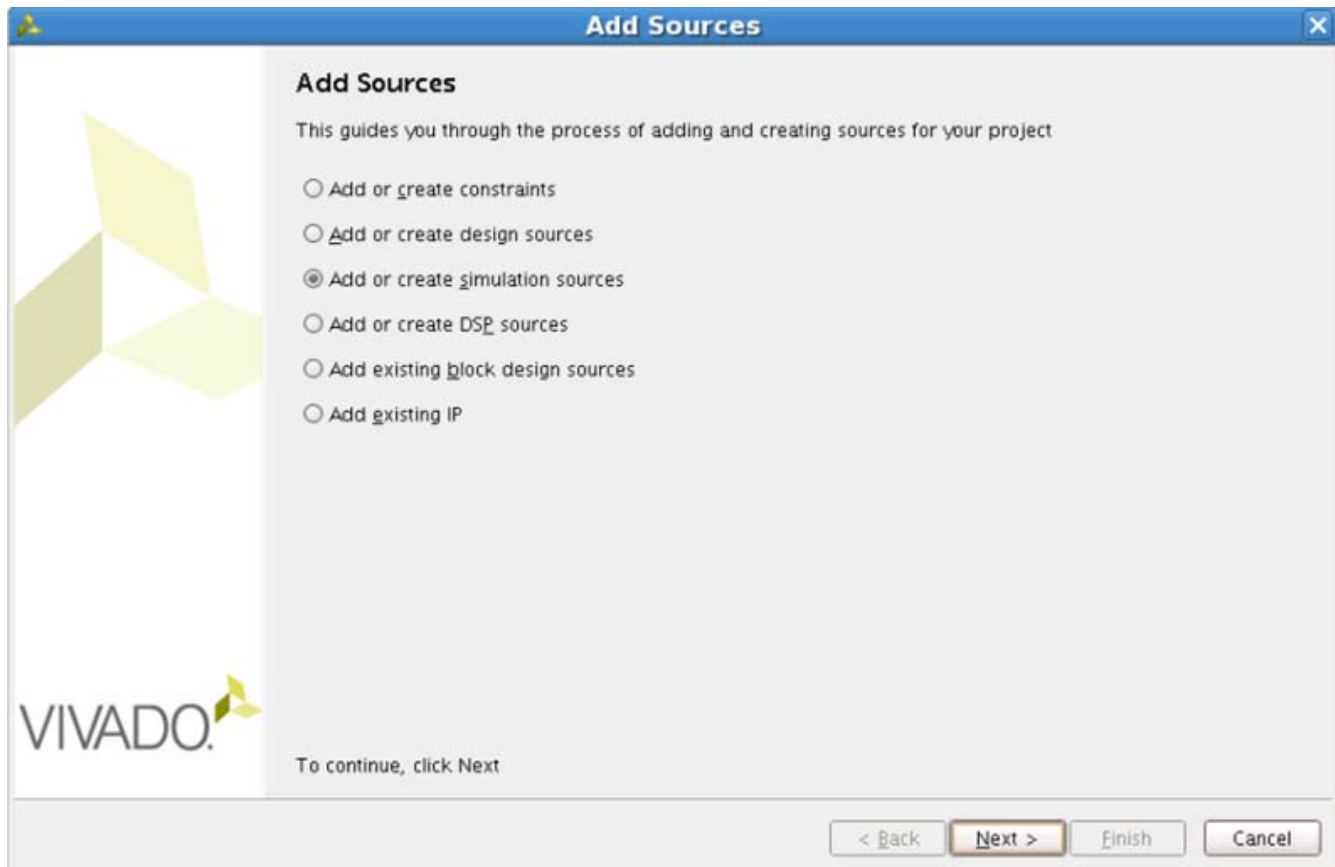 Add Sources
Add Sources
This guides you through the process of adding and creating sources for your project
Add or create constraints
Add or create design sources
Add or create simulation sources
Add or create DSP sources
Add existing block design sources
Add existing IP
VIVADO.
To continue, click Next
< Back Next > Finish Cancel